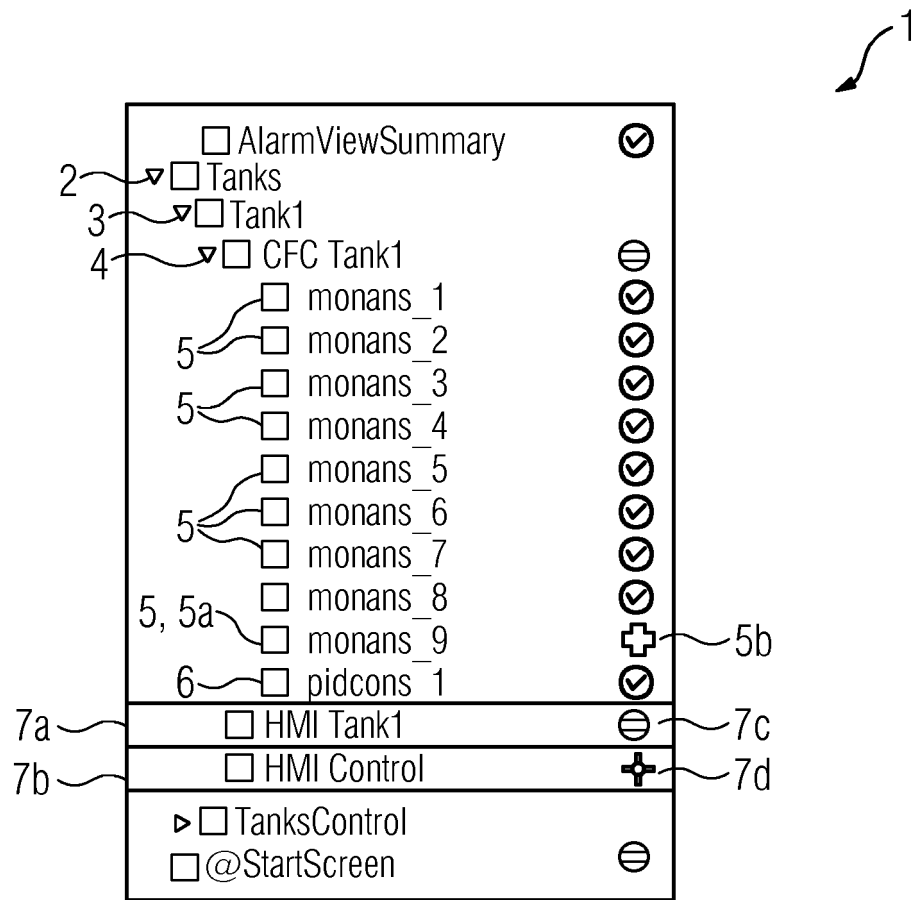 1
AlarmViewSummary
2 Tanks
3 Tank1
4 CFC Tank1
monans_1
5 monans_2
monans_3
5 monans_4
monans_5
5 monans_6
monans_7
monans_8
5, 5a monans_9 5b
6 pidcons_1
7a HMI Tank1 7c
7b HMI Control 7d
TanksControl
@StartScreen